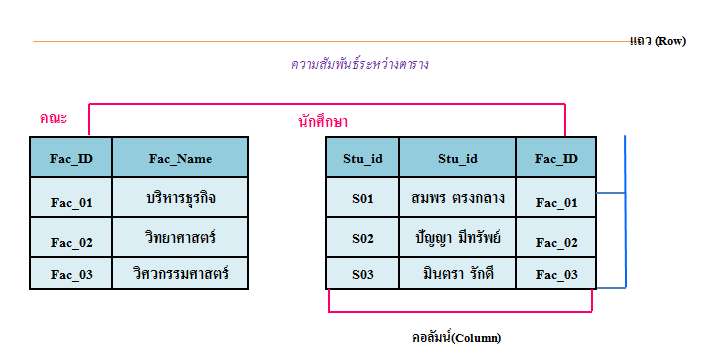 แถว (Row)
ความสัมพันธ์ระหว่างตาราง
คณะ
นักศึกษา
Fac_ID Fac_Name
Fac_01 บริหารธุรกิจ
Fac_02 วิทยาศาสตร์
Fac_03 วิศวกรรมศาสตร์
Stu_id Stu_id Fac_ID
S01 สมพร ตรงกลาง Fac_01
S02 ปัญญา มีทรัพย์ Fac_02
S03 มินตรา รักดี Fac_03
คอลัมน์(Column)